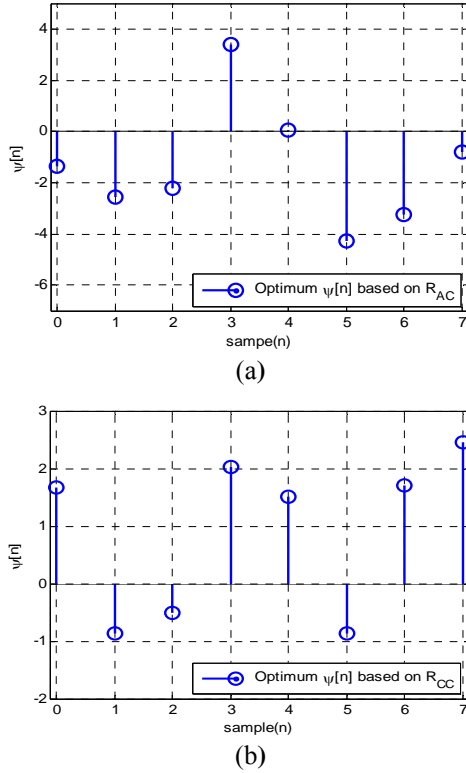 4
2
0
-2
-4
-6
ψ[n]
Optimum ψ[n] based on R_AC
0 1 2 3 4 5 6 7
sampe(n)
(a)
3
2
1
0
-1
-2
ψ[n]
Optimum ψ[n] based on R_CC
0 1 2 3 4 5 6 7
sample(n)
(b)